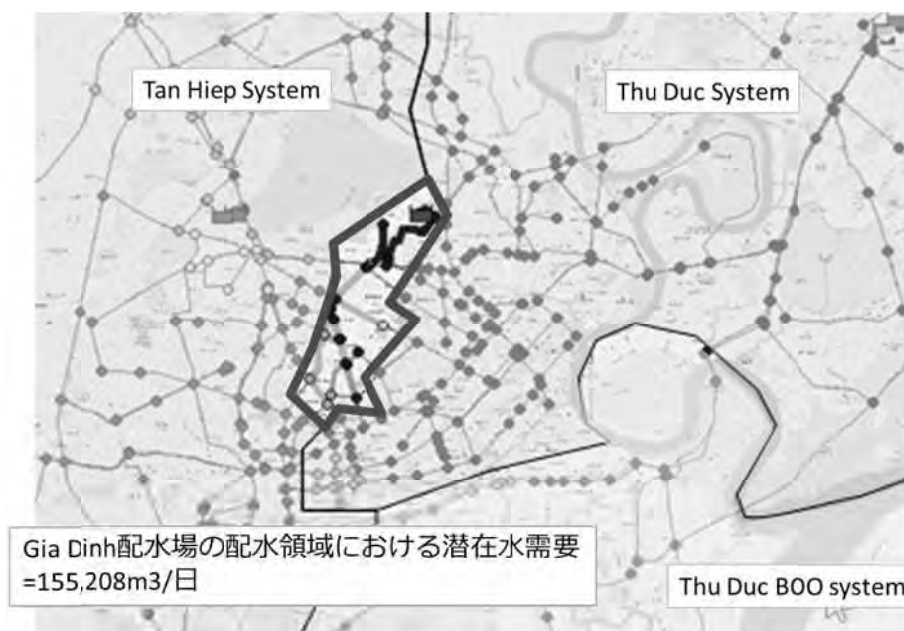 Tan Hiep System
Thu Duc System
Gia Dinh配水場の配水領域における潜在水需要
=155,208m3/日
Thu Duc BOO system